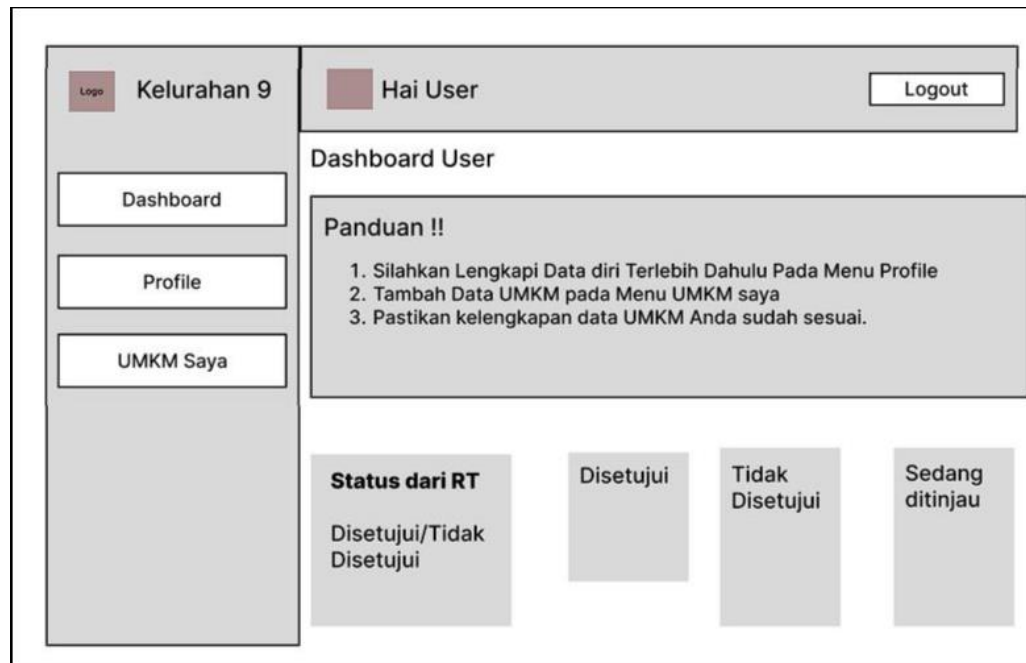 Logo
Kelurahan 9
Hai User
Logout
Dashboard
Profile
UMKM Saya
Dashboard User
Panduan !!
1. Silahkan Lengkapi Data diri Terlebih Dahulu Pada Menu Profile
2. Tambah Data UMKM pada Menu UMKM saya
3. Pastikan kelengkapan data UMKM Anda sudah sesuai.
Status dari RT
Disetujui/Tidak
Disetujui
Disetujui
Tidak
Disetujui
Sedang
ditinjau